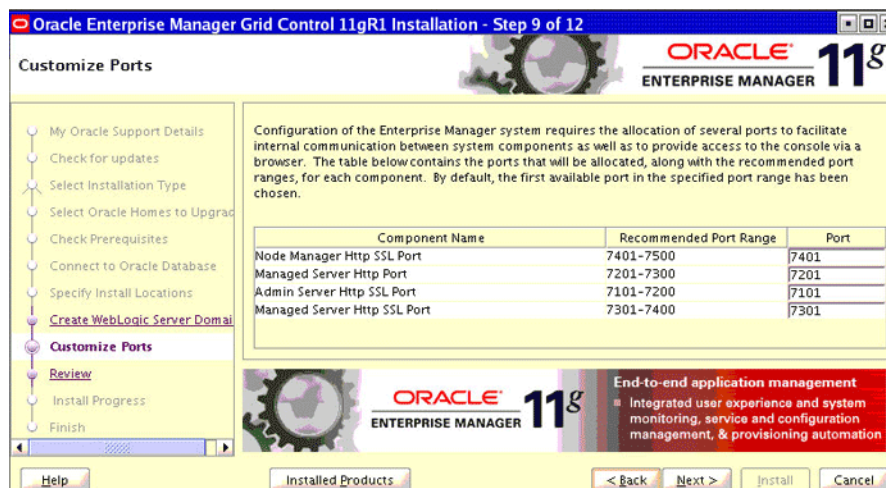 Oracle Enterprise Manager Grid Control 11gR1 Installation - Step 9 of 12
Customize Ports
ORACLE
ENTERPRISE MANAGER 11g
My Oracle Support Details
Check for updates
Select Installation Type
Select Oracle Homes to Upgrad
Check Prerequisites
Connect to Oracle Database
Specify Install Locations
Create WebLogic Server Domai
Customize Ports
Review
Install Progress
Finish
Configuration of the Enterprise Manager system requires the allocation of several ports to facilitate
internal communication between system components as well as to provide access to the console via a
browser. The table below contains the ports that will be allocated, along with the recommended port
ranges, for each component. By default, the first available port in the specified port range has been
chosen.
Component Name Recommended Port Range Port
Node Manager Http SSL Port 7401-7500 7401
Managed Server Http Port 7201-7300 7201
Admin Server Http SSL Port 7101-7200 7101
Managed Server Http SSL Port 7301-7400 7301
ORACLE
ENTERPRISE MANAGER 11g
End-to-end application management
Integrated user experience and system
monitoring, service and configuration
management, & provisioning automation
Help Installed Products < Back Next > Install Cancel